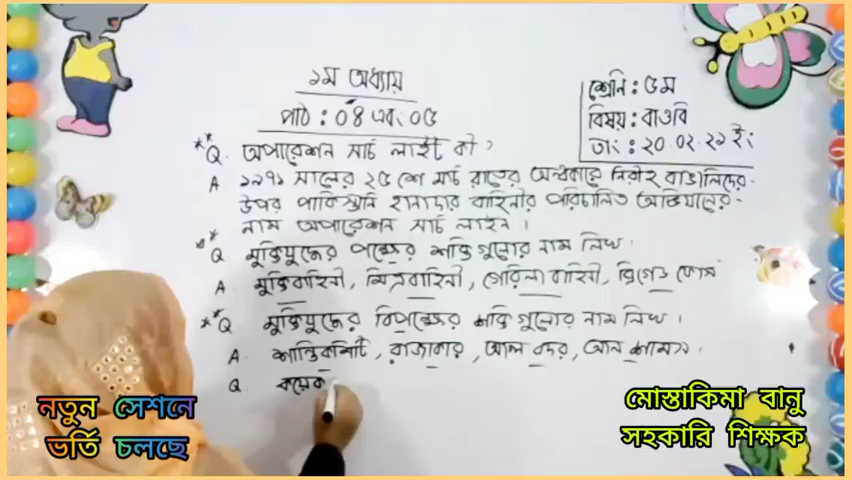 ১ম অধ্যায়
পাঠ : ০৪ এবং ০৫
শ্রেনি : ৫ম
বিষয় : বাওবি
তাং : ২০.০২.২১ ইং
** Q. অপারেশন সার্চ লাইট কী ?
A. ১৯৭১ সালের ২৫ শে মার্চ রাতের অন্ধকারে নিরীহ বাঙালিদের-
উপর পাকিস্তানি হানাদার বাহিনীর পরিচালিত অভিযানের-
নাম অপারেশন সার্চ লাইট ।
** Q. মুক্তিযুদ্ধের পক্ষের শক্তি গুলোর নাম লিখ .
A. মুক্তিবাহিনী, মিত্রবাহিনী, গেরিলা বাহিনী, ব্রিগেড ফোর্স
** Q মুক্তিযুদ্ধের বিপক্ষের শক্তি গুলোর নাম লিখ ।
A. শান্তিকমিটি, রাজাকার, আল বদর, আল শামস .
Q কয়েক
নতুন সেশনে
ভর্তি চলছে
মোস্তাকিমা বানু
সহকারি শিক্ষক